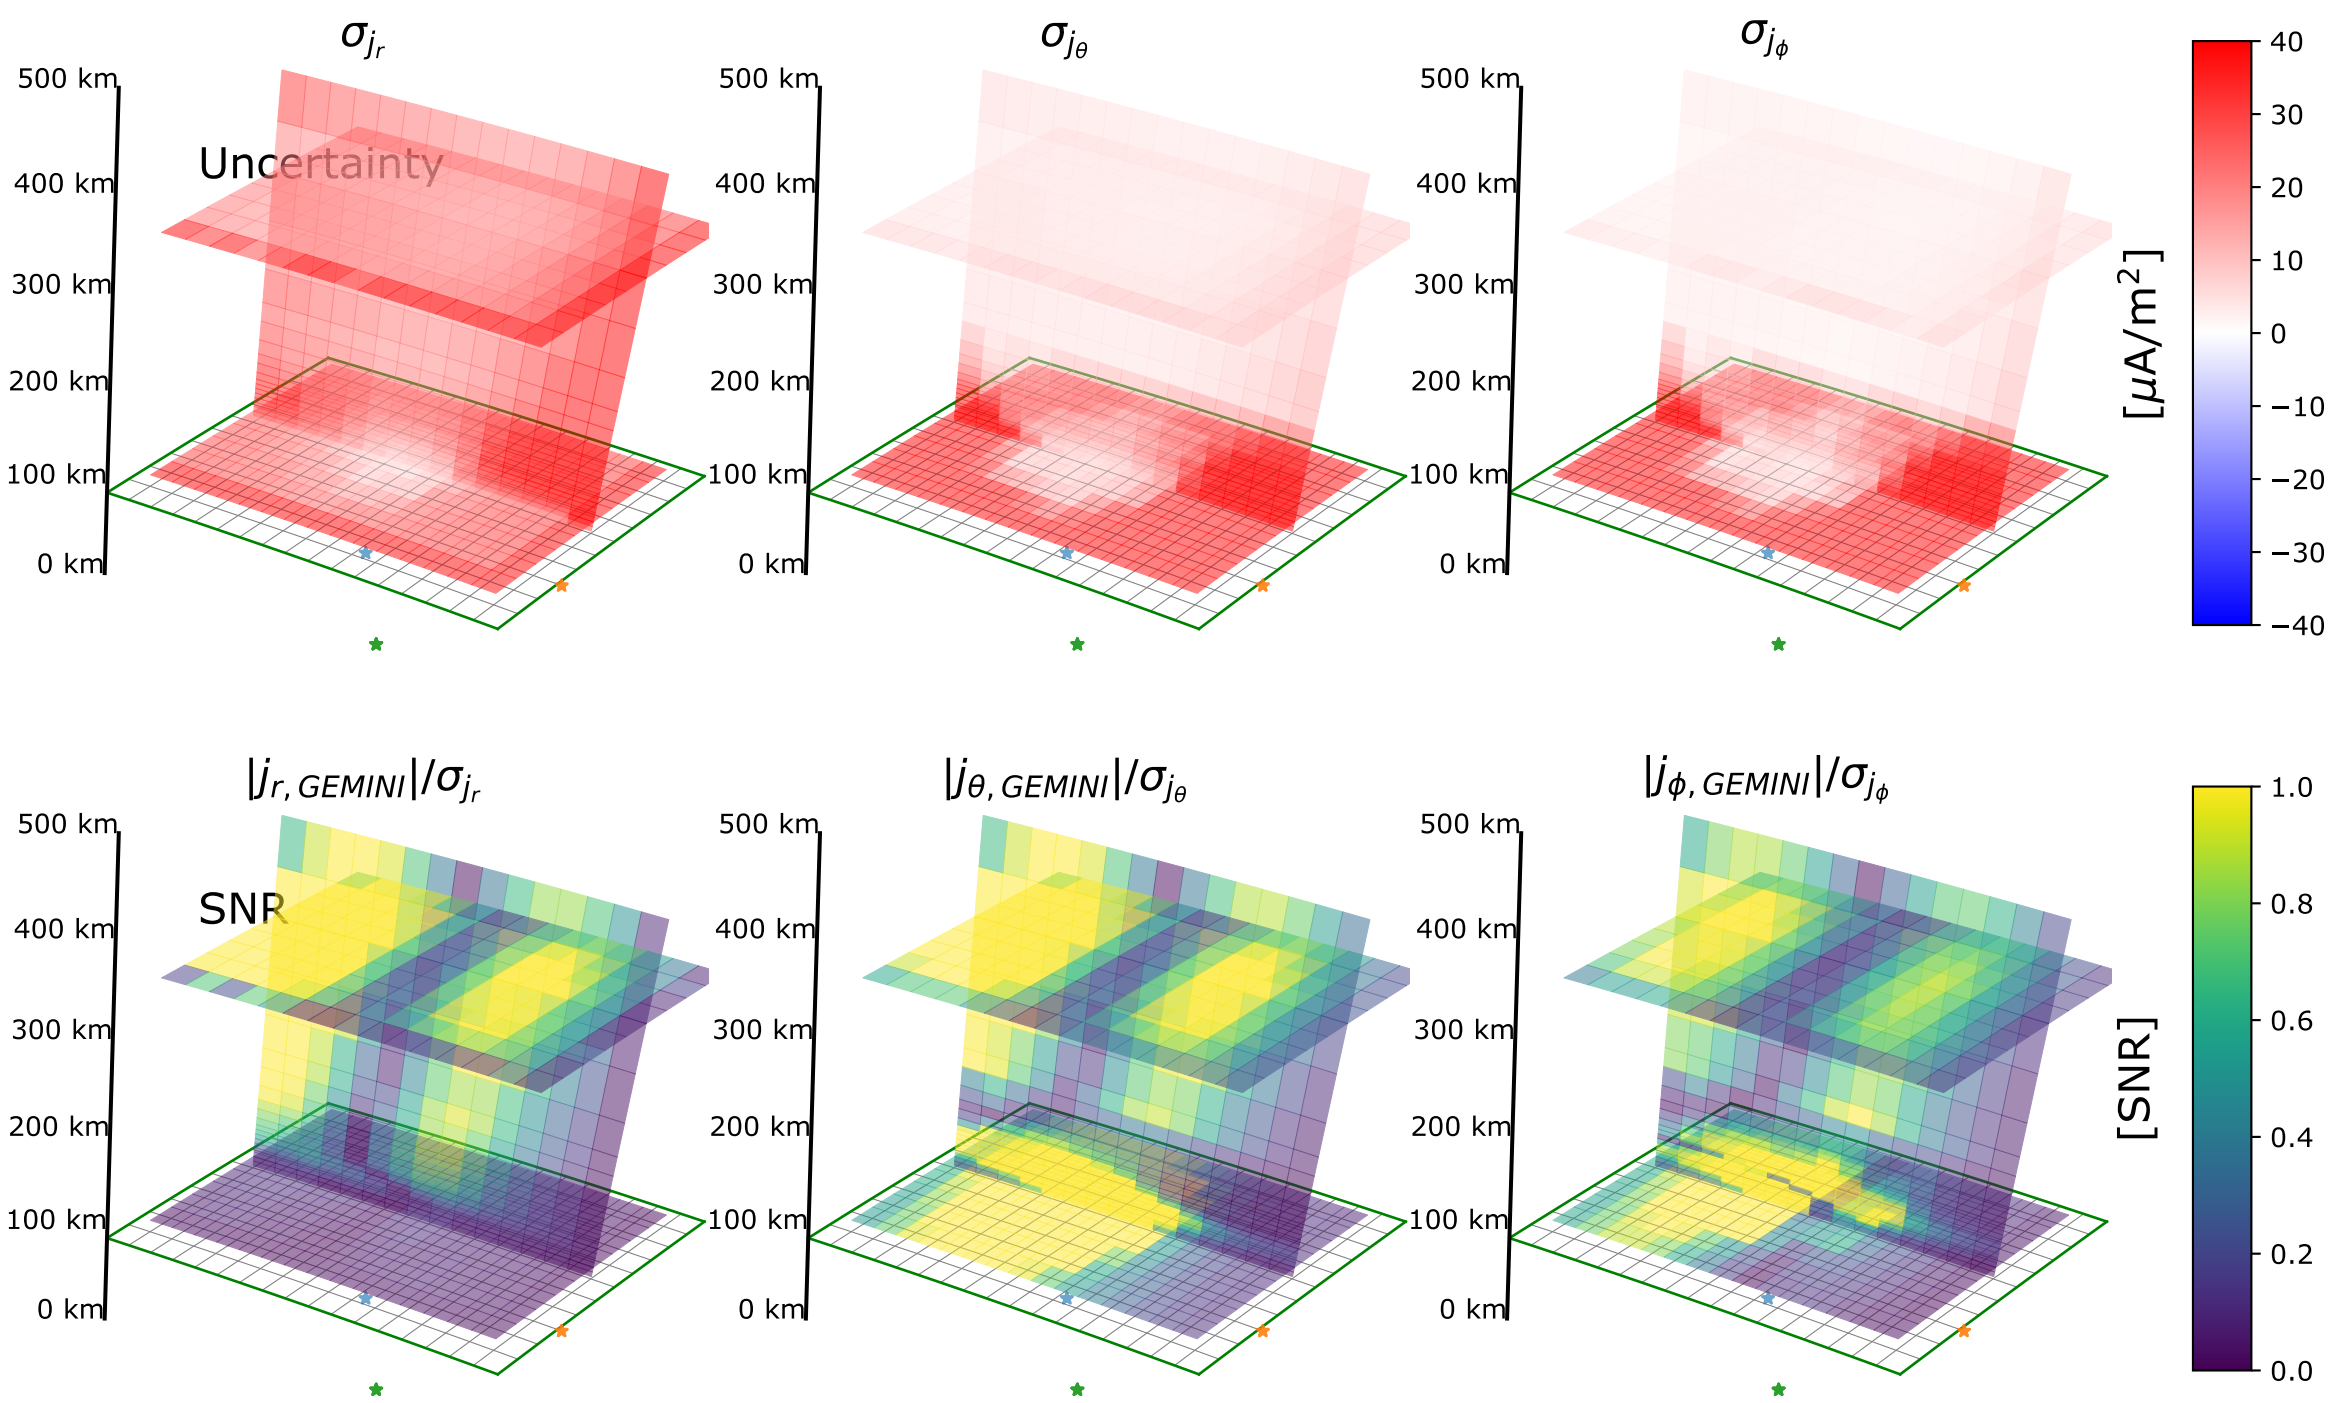 σ_{j_r}
σ_{j_θ}
σ_{j_ϕ}
Uncertainty
500 km
400 km
300 km
200 km
100 km
0 km
500 km
400 km
300 km
200 km
100 km
0 km
500 km
400 km
300 km
200 km
100 km
0 km
40
30
20
10
0
−10
−20
−30
−40
[μA/m²]
|j_{r, GEMINI}|/σ_{j_r}
|j_{θ, GEMINI}|/σ_{j_θ}
|j_{ϕ, GEMINI}|/σ_{j_ϕ}
SNR
500 km
400 km
300 km
200 km
100 km
0 km
500 km
400 km
300 km
200 km
100 km
0 km
500 km
400 km
300 km
200 km
100 km
0 km
1.0
0.8
0.6
0.4
0.2
0.0
[SNR]